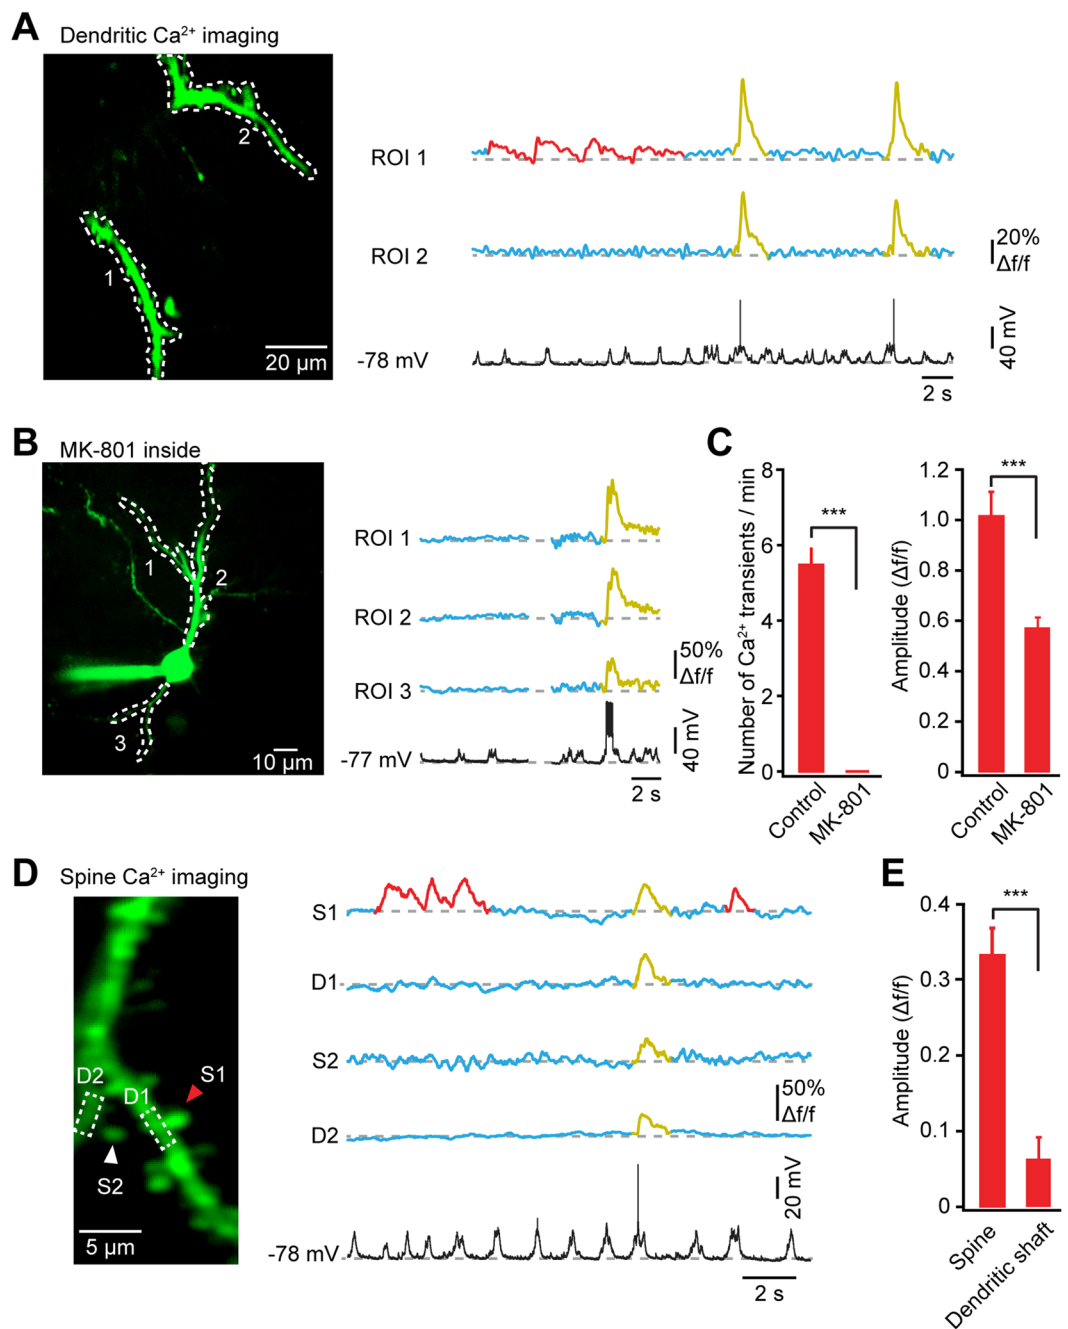 A
Dendritic Ca²⁺ imaging
2
1
20 µm
ROI 1
ROI 2
20%
Δf/f
-78 mV
40 mV
2 s
B
MK-801 inside
1
2
3
10 µm
ROI 1
ROI 2
ROI 3
50%
Δf/f
-77 mV
40 mV
2 s
C
Number of Ca²⁺ transients / min
8
6
4
2
0
***
Control
MK-801
Amplitude (Δf/f)
1.2
1.0
0.8
0.6
0.4
0.2
0
***
Control
MK-801
D
Spine Ca²⁺ imaging
D2
D1
S1
S2
5 µm
S1
D1
S2
D2
50%
Δf/f
20 mV
-78 mV
2 s
E
Amplitude (Δf/f)
0.4
0.3
0.2
0.1
0
***
Spine
Dendritic shaft